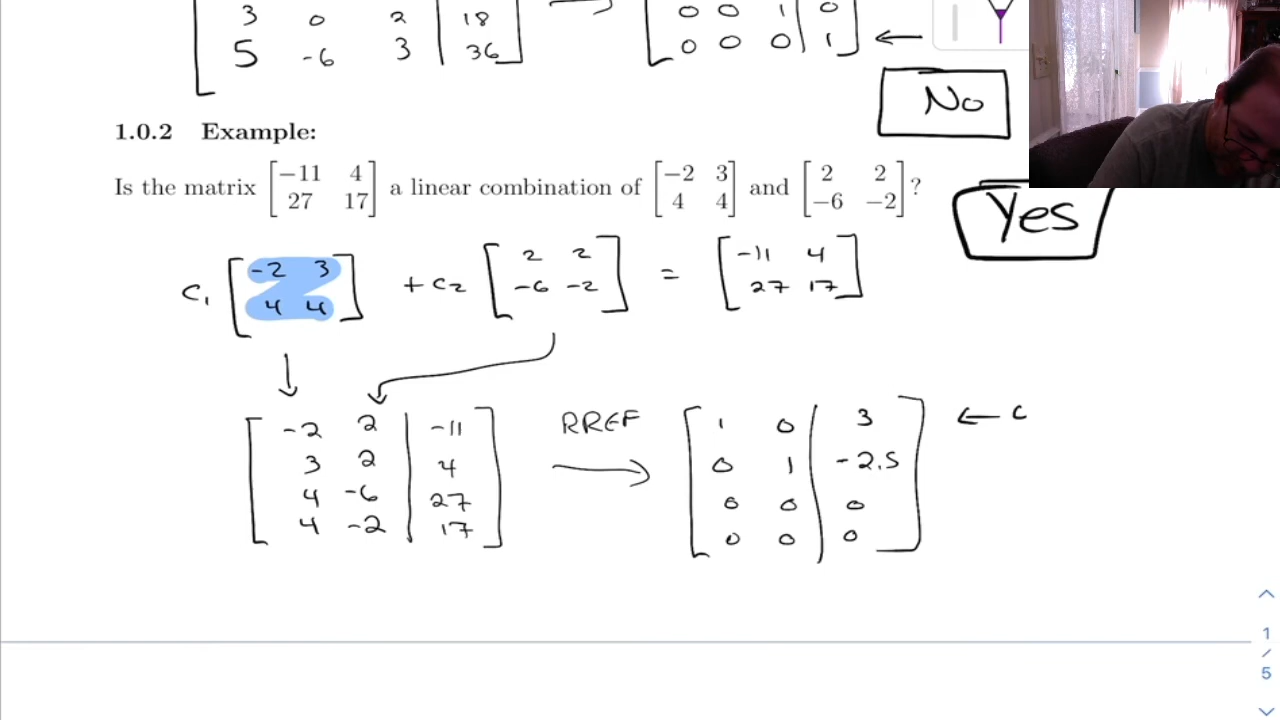 3 0 2 | 18
5 -6 3 | 36
0 0 1 | 0
0 0 0 | 1 ←
No
1.0.2 Example:
Is the matrix [-11 4; 27 17] a linear combination of [-2 3; 4 4] and [2 2; -6 -2]?
Yes
c₁ [-2 3; 4 4] + c₂ [2 2; -6 -2] = [-11 4; 27 17]
-2 2 | -11
3 2 | 4
4 -6 | 27
4 -2 | 17
RREF
1 0 | 3 ← c
0 1 | -2.5
0 0 | 0
0 0 | 0
1
/
5